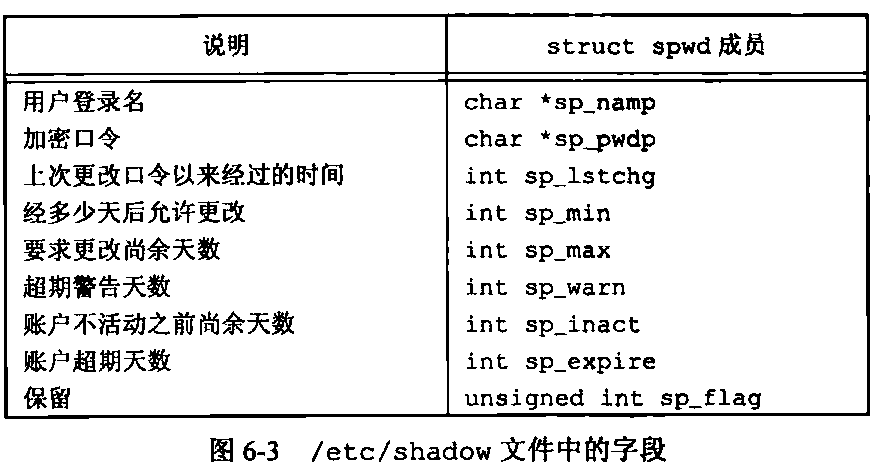 说明 struct spwd 成员
用户登录名 char *sp_namp
加密口令 char *sp_pwdp
上次更改口令以来经过的时间 int sp_lstchg
经多少天后允许更改 int sp_min
要求更改尚余天数 int sp_max
超期警告天数 int sp_warn
账户不活动之前尚余天数 int sp_inact
账户超期天数 int sp_expire
保留 unsigned int sp_flag
图 6-3 /etc/shadow 文件中的字段